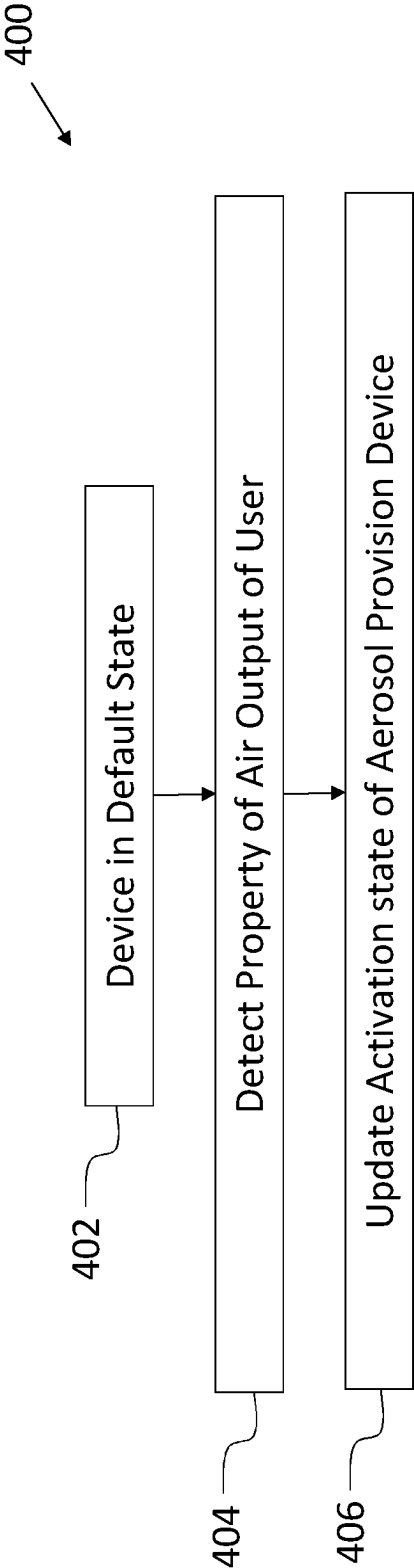 400
402
Device in Default State
404
Detect Property of Air Output of User
406
Update Activation state of Aerosol Provision Device